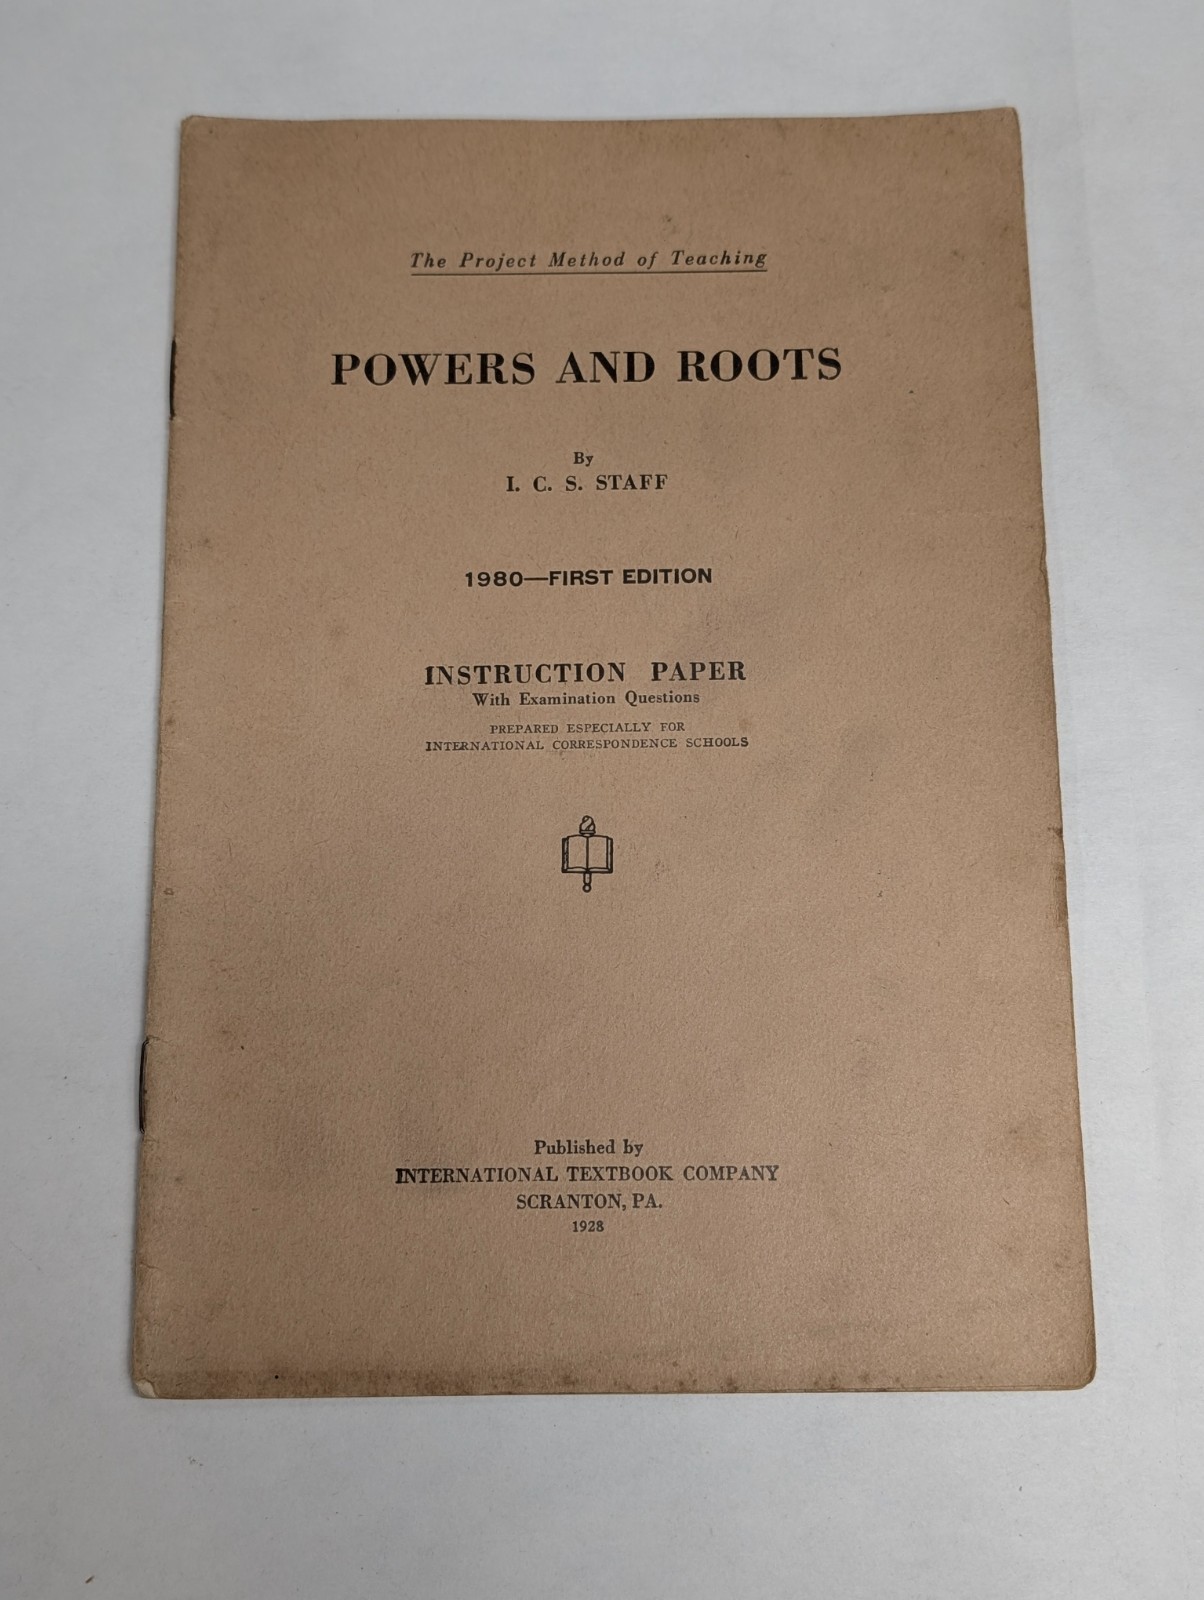 The Project Method of Teaching
POWERS AND ROOTS
By
I. C. S. STAFF
1980—FIRST EDITION
INSTRUCTION PAPER
With Examination Questions
PREPARED ESPECIALLY FOR
INTERNATIONAL CORRESPONDENCE SCHOOLS
Published by
INTERNATIONAL TEXTBOOK COMPANY
SCRANTON, PA.
1928